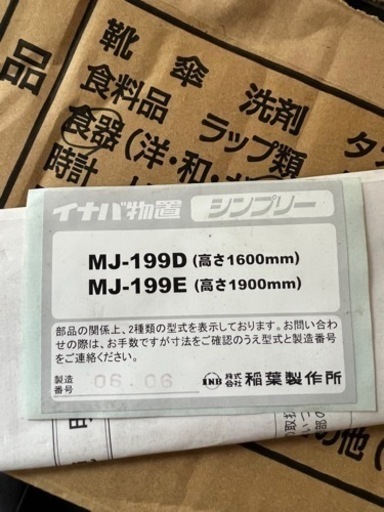 品
靴 傘 洗剤
食料品 ラップ類
食器(洋・和・
時計
イナバ物置 シンプリー
MJ-199D (高さ1600mm)
MJ-199E (高さ1900mm)
部品の関係上、2種類の型式を表示しております。お問い合わ
せの際は、お手数ですが寸法をご確認のうえ型式と製造番号
をご連絡ください。
製造
番号 06.06
INB 株式会社 稲葉製作所
の他(